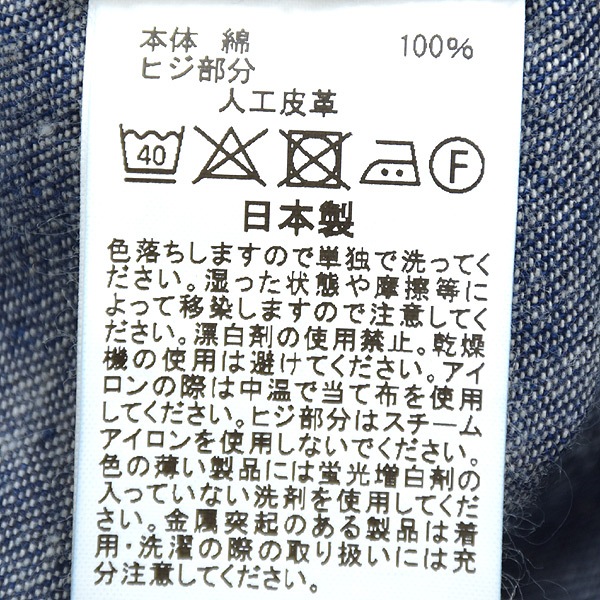 本体 綿 100%
ヒジ部分
人工皮革
40 F
日本製
色落ちしますので単独で洗ってく
ださい。湿った状態や摩擦等に
よって移染しますので注意してく
ださい。漂白剤の使用禁止。乾燥
機の使用は避けてください。アイ
ロンの際は中温で当て布を使用
してください。ヒジ部分はスチーム
アイロンを使用しないでください。
色の薄い製品には蛍光増白剤の
入っていない洗剤を使用してくだ
さい。金属突起のある製品は着
用・洗濯の際の取り扱いには充
分注意してください。